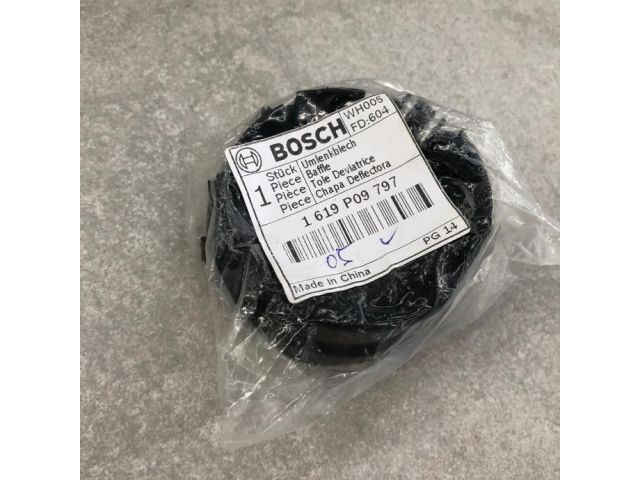 BOSCH
WH005
FD:604
1 Stück Umlenkblech
Piece Baffle
Pièce Tole Deviatrice
Piece Chapa Deflectora
1 619 P09 797
05 ✓
PG 14
Made in China